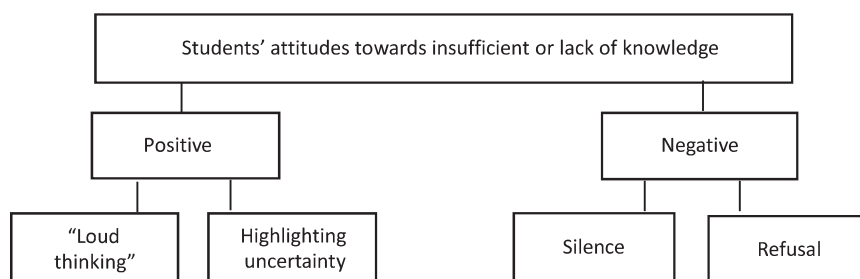 Students’ attitudes towards insufficient or lack of knowledge
Positive
Negative
“Loud
thinking”
Highlighting
uncertainty
Silence
Refusal